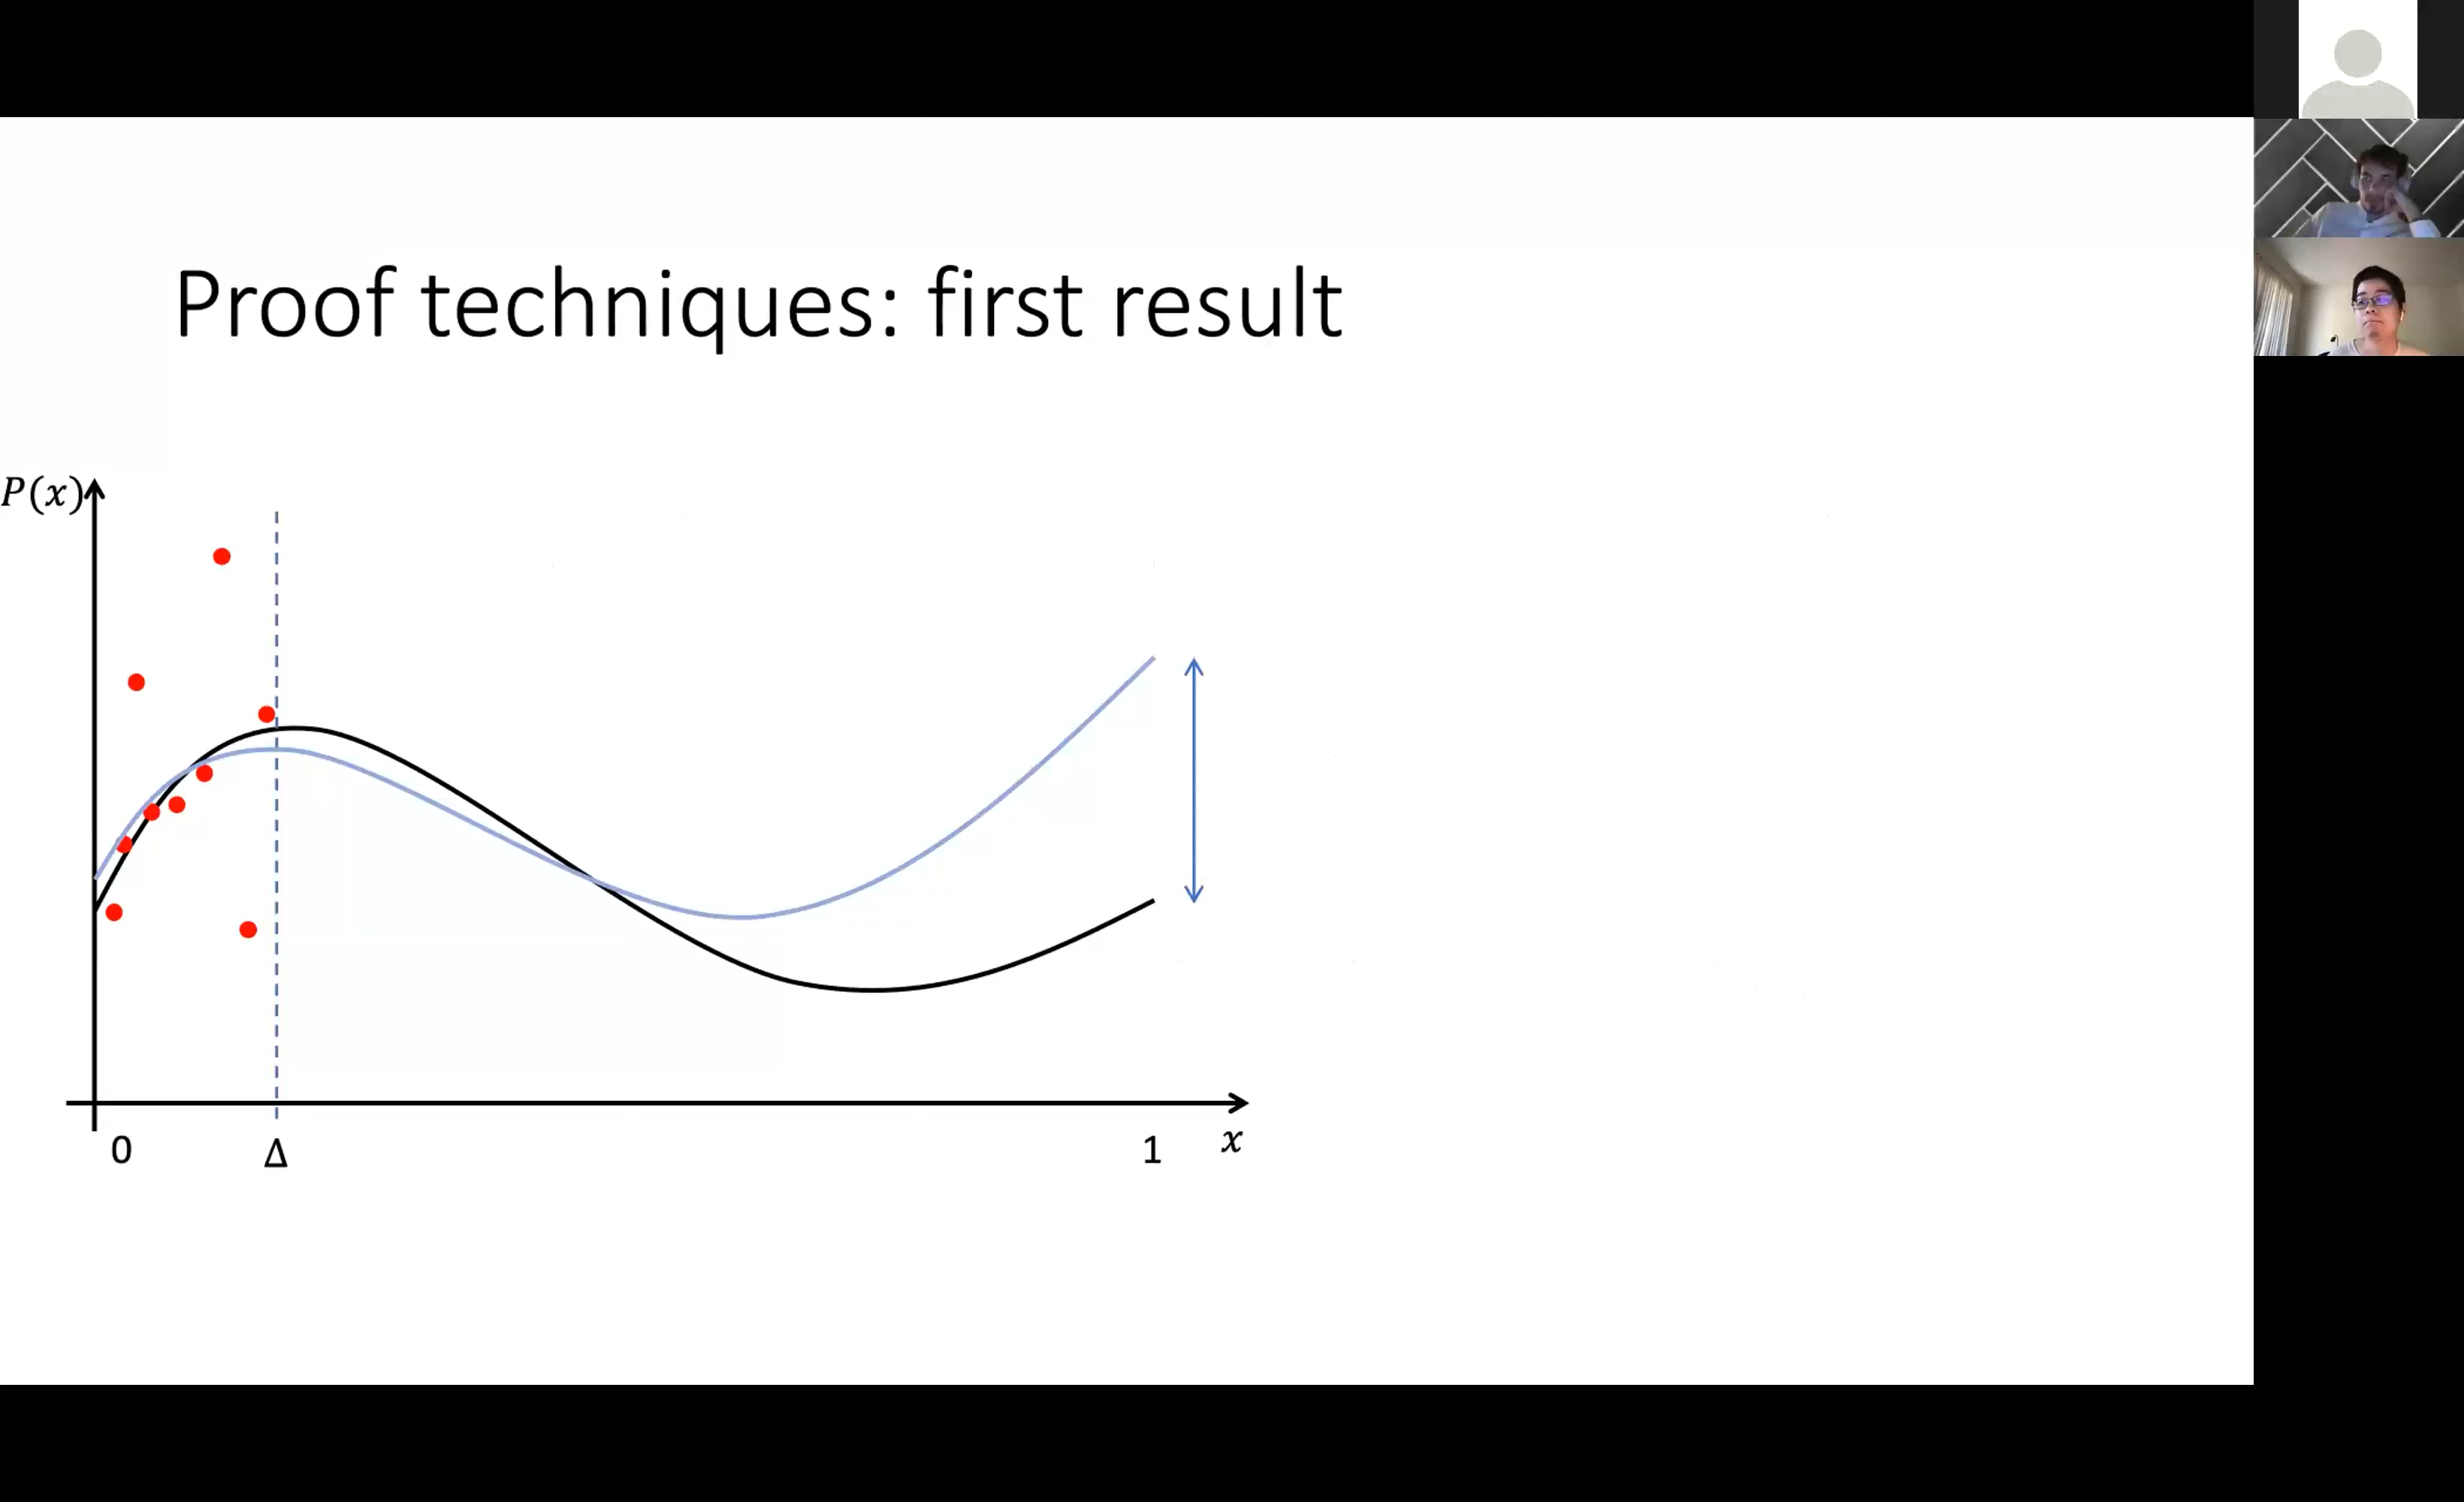 Proof techniques: first result
P(x)
0
Δ
1
x